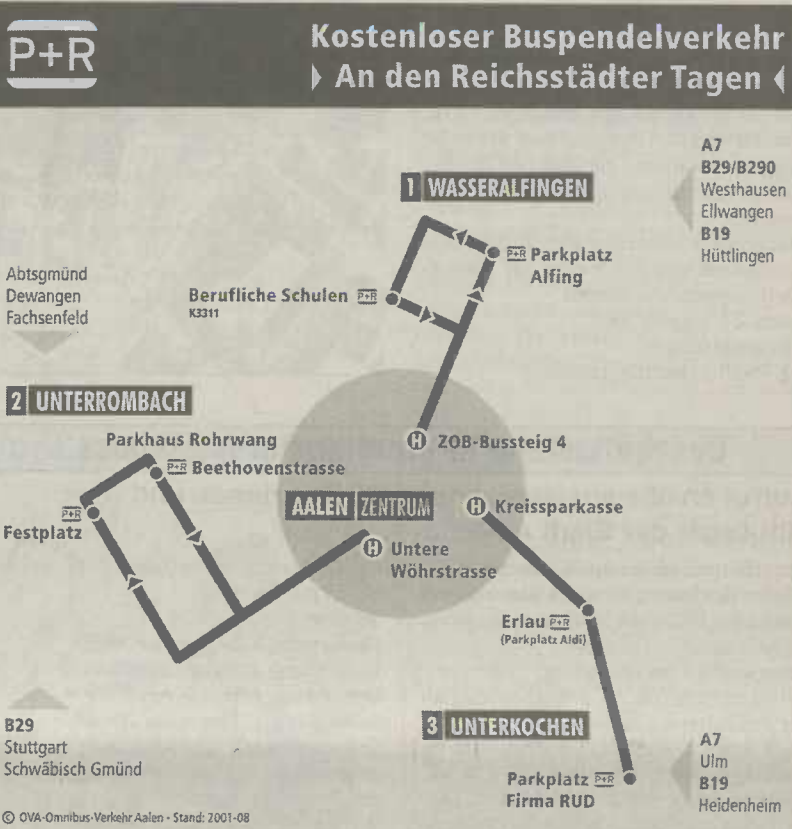 P+R
Kostenloser Buspendelverkehr
An den Reichsstädter Tagen
A7
B29/B290
Westhausen
Ellwangen
B19
Hüttlingen
1 WASSERALFINGEN
P+R Parkplatz
Alfing
Abtsgmünd
Dewangen
Fachsenfeld
Berufliche Schulen P+R
K3311
2 UNTERROMBACH
H ZOB-Bussteig 4
Parkhaus Rohrwang
P+R Beethovenstrasse
AALEN ZENTRUM
H Kreissparkasse
P+R
Festplatz
H Untere
Wöhrstrasse
Erlau P+R
(Parkplatz Aldi)
B29
Stuttgart
Schwäbisch Gmünd
3 UNTERKOCHEN
A7
Ulm
B19
Heidenheim
Parkplatz P+R
Firma RUD
© OVA-Omnibus-Verkehr Aalen - Stand: 2001-08